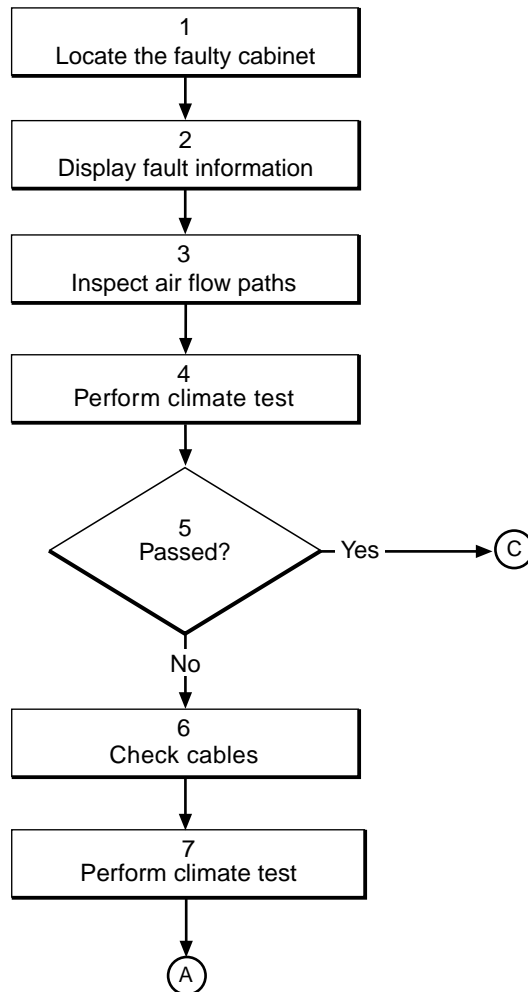 1
Locate the faulty cabinet
2
Display fault information
3
Inspect air flow paths
4
Perform climate test
5
Passed?
Yes
C
No
6
Check cables
7
Perform climate test
A